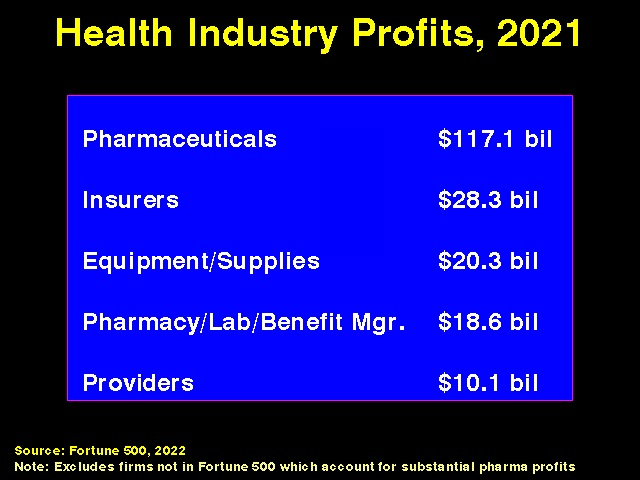 Health Industry Profits, 2021
Pharmaceuticals $117.1 bil
Insurers $28.3 bil
Equipment/Supplies $20.3 bil
Pharmacy/Lab/Benefit Mgr. $18.6 bil
Providers $10.1 bil
Source: Fortune 500, 2022
Note: Excludes firms not in Fortune 500 which account for substantial pharma profits